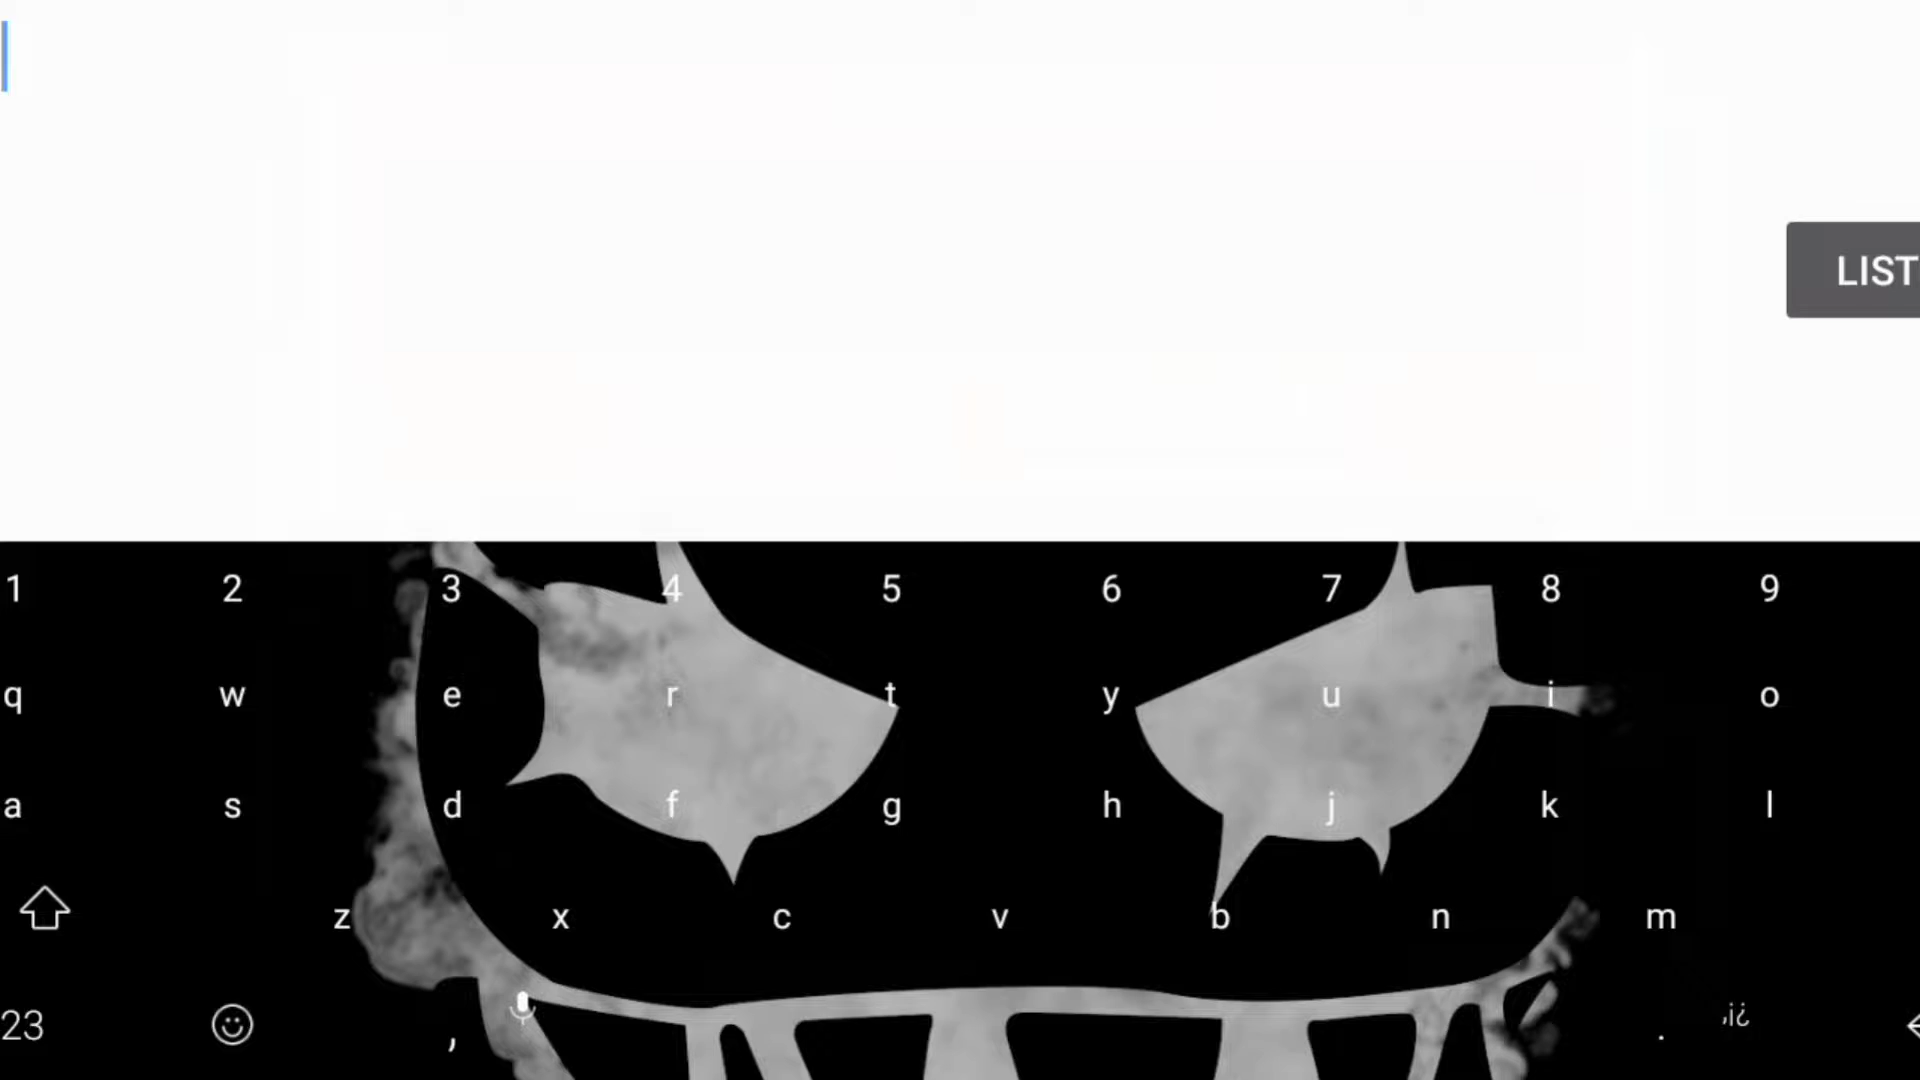 LIST
1 2 3 4 5 6 7 8 9
q w e r t y u i o
a s d f g h j k l
z x c v b n m
23 , . ,i¿